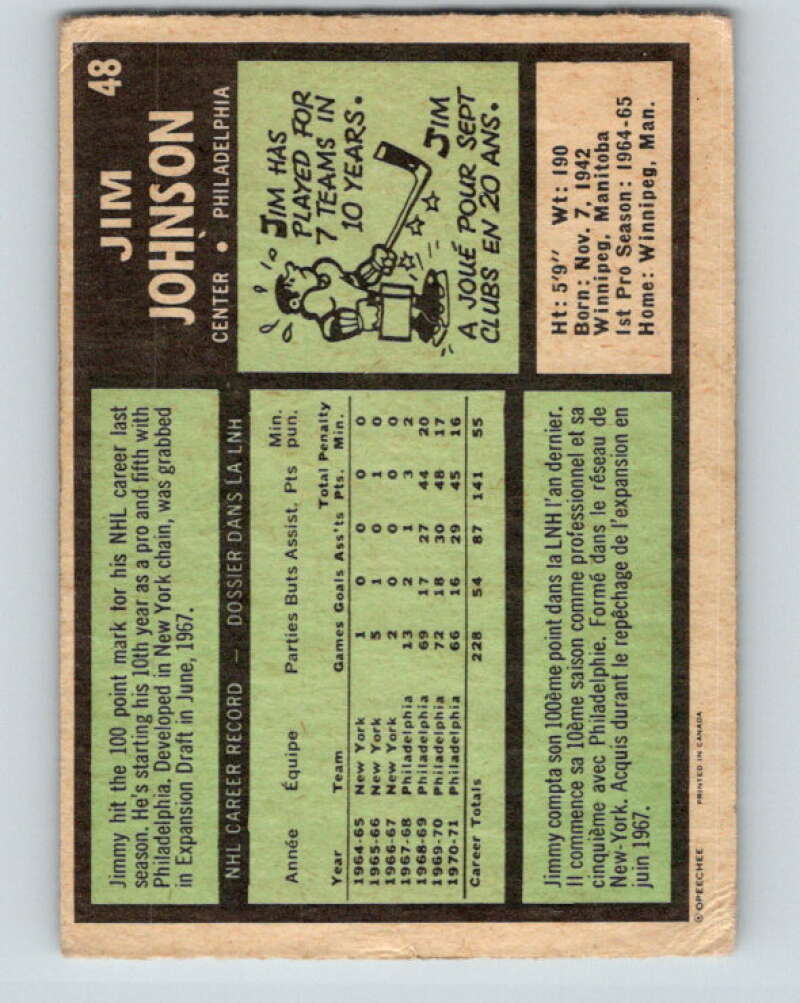 48
JIM
JOHNSON
CENTER • PHILADELPHIA
Jimmy hit the 100 point mark for his NHL career last
season. He's starting his 10th year as a pro and fifth with
Philadelphia. Developed in New York chain, was grabbed
in Expansion Draft in June, 1967.
JIM HAS
PLAYED FOR
7 TEAMS IN
10 YEARS.
JIM
A JOUÉ POUR SEPT
CLUBS EN 20 ANS.
NHL CAREER RECORD — DOSSIER DANS LA LNH
Année Équipe Parties Buts Assist. Pts Min. pun.
Year Team Games Goals Ass'ts Total Pts. Penalty Min.
1964-65 New York 1 0 0 0 0
1965-66 New York 5 1 0 1 0
1966-67 New York 2 0 0 0 0
1967-68 Philadelphia 13 2 1 3 2
1968-69 Philadelphia 69 17 27 44 20
1969-70 Philadelphia 72 18 30 48 17
1970-71 Philadelphia 66 16 29 45 16
Career Totals 228 54 87 141 55
Ht: 5'9" Wt: 190
Born: Nov. 7, 1942
Winnipeg, Manitoba
1st Pro Season: 1964-65
Home: Winnipeg, Man.
Jimmy compta son 100ème point dans la LNH l'an dernier.
Il commence sa 10ème saison comme professionnel et sa
cinquième avec Philadelphie. Formé dans le réseau de
New-York. Acquis durant le repêchage de l'expansion en
juin 1967.
© OPEECHEE PRINTED IN CANADA